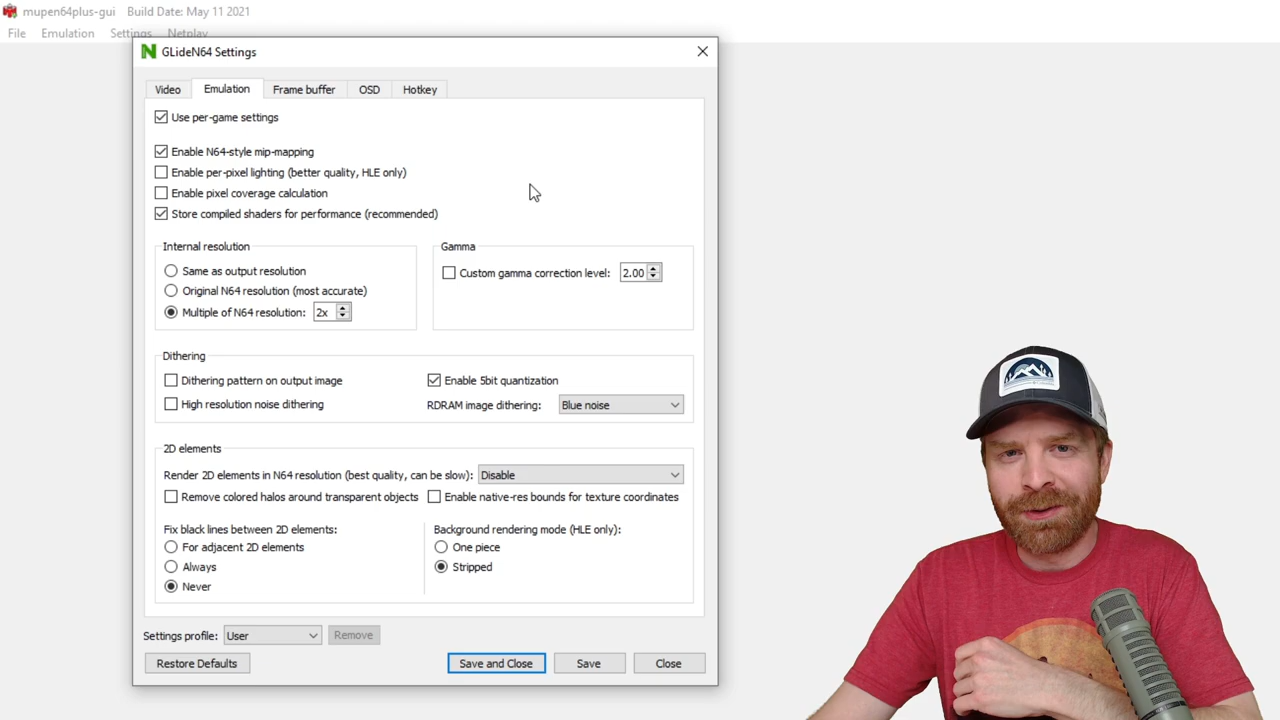 mupen64plus-gui Build Date: May 11 2021
File Emulation Settings Netplay
GLideN64 Settings
Video Emulation Frame buffer OSD Hotkey
Use per-game settings
Enable N64-style mip-mapping
Enable per-pixel lighting (better quality, HLE only)
Enable pixel coverage calculation
Store compiled shaders for performance (recommended)
Internal resolution
Same as output resolution
Original N64 resolution (most accurate)
Multiple of N64 resolution: 2x
Gamma
Custom gamma correction level: 2.00
Dithering
Dithering pattern on output image
Enable 5bit quantization
High resolution noise dithering
RDRAM image dithering: Blue noise
2D elements
Render 2D elements in N64 resolution (best quality, can be slow): Disable
Remove colored halos around transparent objects
Enable native-res bounds for texture coordinates
Fix black lines between 2D elements:
For adjacent 2D elements
Always
Never
Background rendering mode (HLE only):
One piece
Stripped
Settings profile: User Remove
Restore Defaults Save and Close Save Close